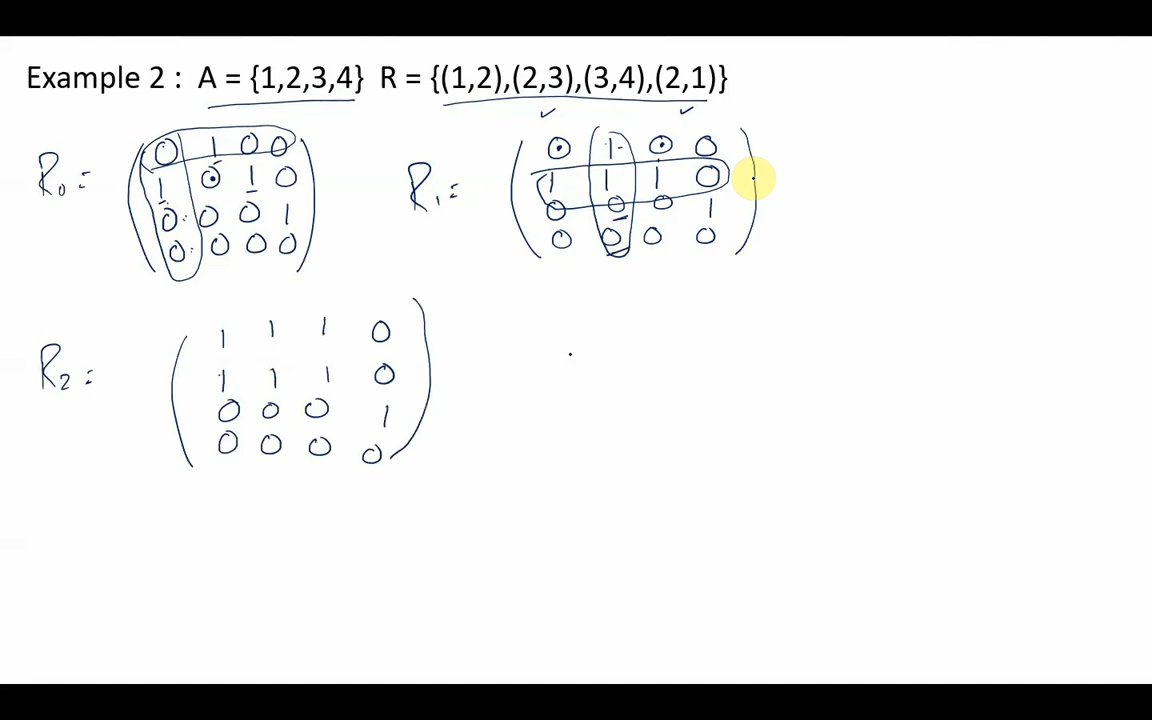 Example 2 : A = {1,2,3,4} R = {(1,2),(2,3),(3,4),(2,1)}
R0 = ( 0 1 0 0
1 0 1 0
0 0 0 1
0 0 0 0 )
R1 = ( 0 1 0 0
1 1 1 0
0 0 0 1
0 0 0 0 )
R2 = ( 1 1 1 0
1 1 1 0
0 0 0 1
0 0 0 0 )